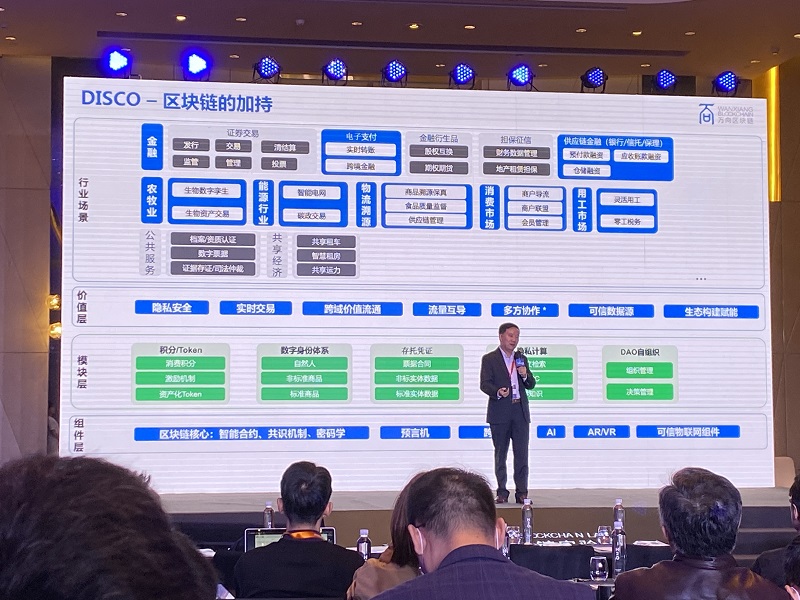 DISCO – 区块链的加持
WANXIANG
BLOCKCHAIN
万向区块链
行业场景
金融
证券交易
发行
交易
清结算
监管
管理
投票
电子支付
实时转账
跨境金融
金融衍生品
股权互换
期权期货
担保征信
财务数据管理
地产租赁担保
供应链金融（银行/信托/保理）
预付款融资
应收账款融资
仓储融资
农牧业
生物数字孪生
生物资产交易
能源行业
智能电网
碳政交易
物流溯源
商品溯源保真
食品质量监督
供应链管理
消费市场
商户导流
商户联盟
会员管理
用工市场
灵活用工
零工税务
公共服务
档案/资质认证
数字票据
证据存证/司法仲裁
共享经济
共享租车
智慧租房
共享运力
...
价值层
隐私安全
实时交易
跨域价值流通
流量互导
多方协作 *
可信数据源
生态构建赋能
模块层
积分/Token
消费积分
激励机制
资产化Token
数字身份体系
自然人
非标准商品
标准商品
存托凭证
数据合同
非标实体数据
标准实体数据
隐私计算
检索
C
知识
DAO自组织
组织管理
决策管理
组件层
区块链核心：智能合约、共识机制、密码学
预言机
跨
AI
AR/VR
可信物联网组件
OCKCHAIN LA